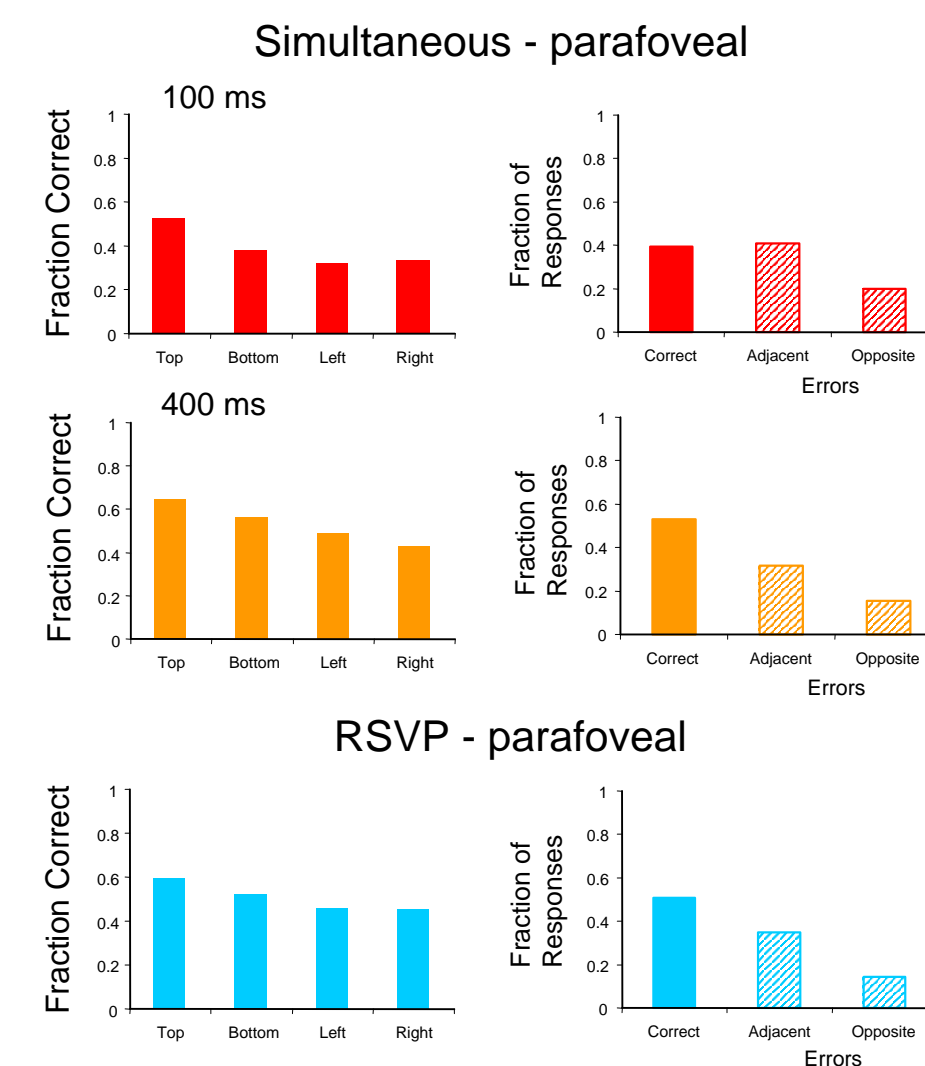 Simultaneous - parafoveal
100 ms
Fraction Correct
1
0.8
0.6
0.4
0.2
0
Top Bottom Left Right
Fraction of
Responses
1
0.8
0.6
0.4
0.2
0
Correct Adjacent Opposite
Errors
400 ms
Fraction Correct
1
0.8
0.6
0.4
0.2
0
Top Bottom Left Right
Fraction of
Responses
1
0.8
0.6
0.4
0.2
0
Correct Adjacent Opposite
Errors
RSVP - parafoveal
Fraction Correct
1
0.8
0.6
0.4
0.2
0
Top Bottom Left Right
Fraction of
Responses
1
0.8
0.6
0.4
0.2
0
Correct Adjacent Opposite
Errors